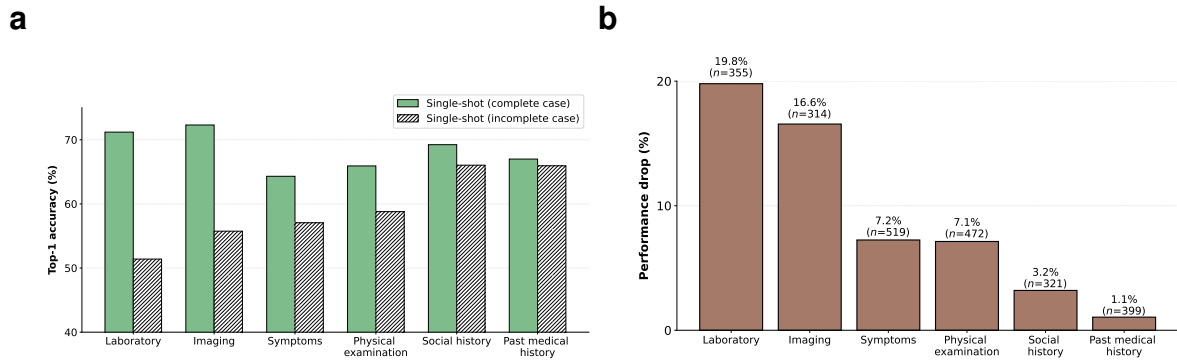 a
Top-1 accuracy (%)
70
60
50
40
Single-shot (complete case)
Single-shot (incomplete case)
Laboratory
Imaging
Symptoms
Physical
examination
Social history
Past medical
history
b
Performance drop (%)
20
10
0
19.8%
(n=355)
16.6%
(n=314)
7.2%
(n=519)
7.1%
(n=472)
3.2%
(n=321)
1.1%
(n=399)
Laboratory
Imaging
Symptoms
Physical
examination
Social
history
Past medical
history